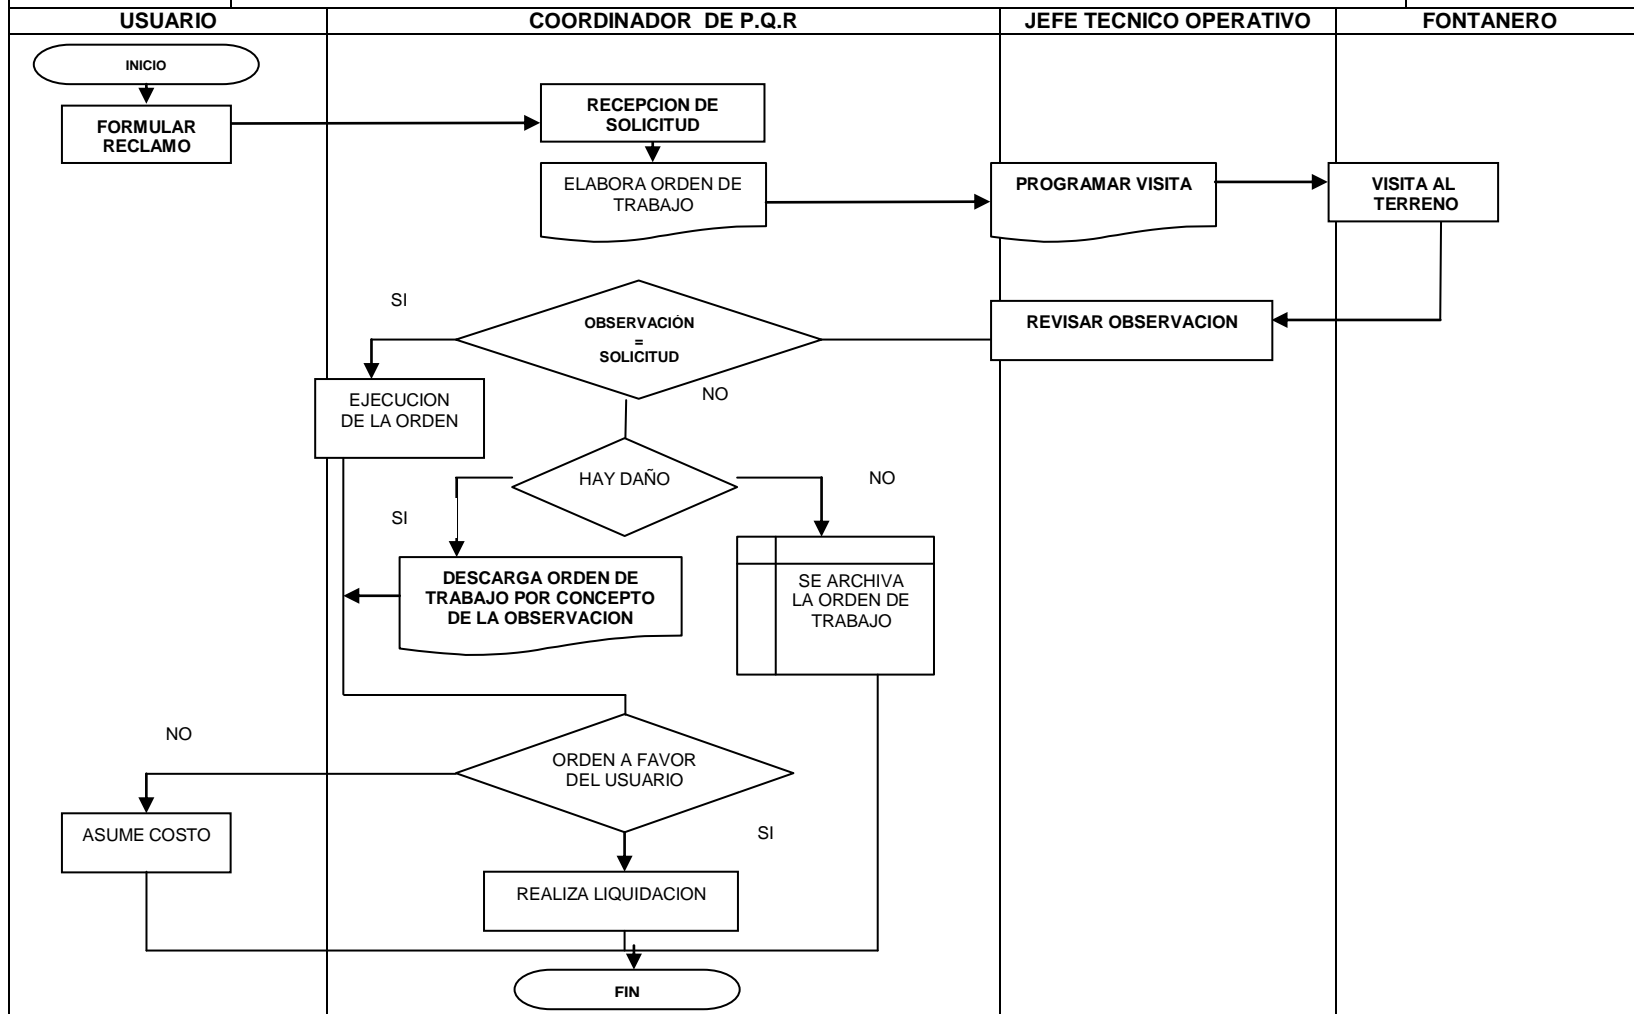 USUARIO
COORDINADOR DE P.Q.R
JEFE TECNICO OPERATIVO
FONTANERO
INICIO
FORMULAR
RECLAMO
RECEPCION DE
SOLICITUD
ELABORA ORDEN DE
TRABAJO
PROGRAMAR VISITA
VISITA AL
TERRENO
SI
OBSERVACIÓN
=
SOLICITUD
REVISAR OBSERVACION
NO
EJECUCION
DE LA ORDEN
HAY DAÑO
NO
SI
DESCARGA ORDEN DE
TRABAJO POR CONCEPTO
DE LA OBSERVACION
SE ARCHIVA
LA ORDEN DE
TRABAJO
NO
ORDEN A FAVOR
DEL USUARIO
ASUME COSTO
SI
REALIZA LIQUIDACION
FIN